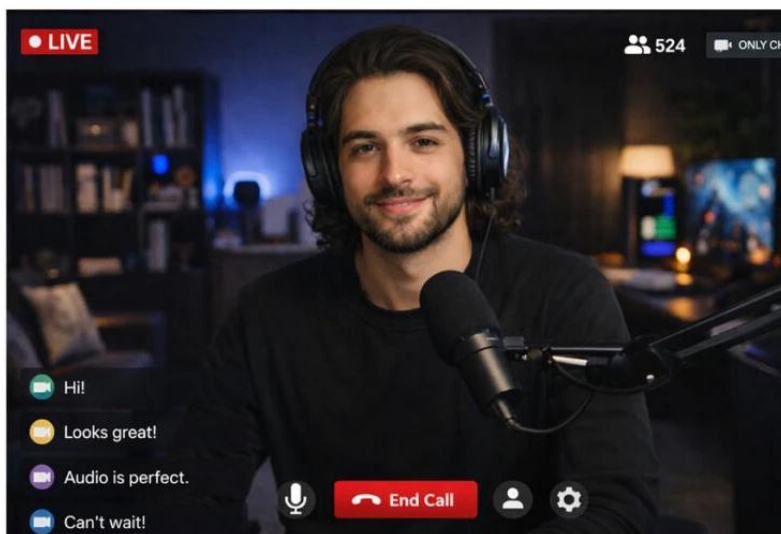 LIVE
524
ONLY CH
Hi!
Looks great!
Audio is perfect.
Can't wait!
End Call